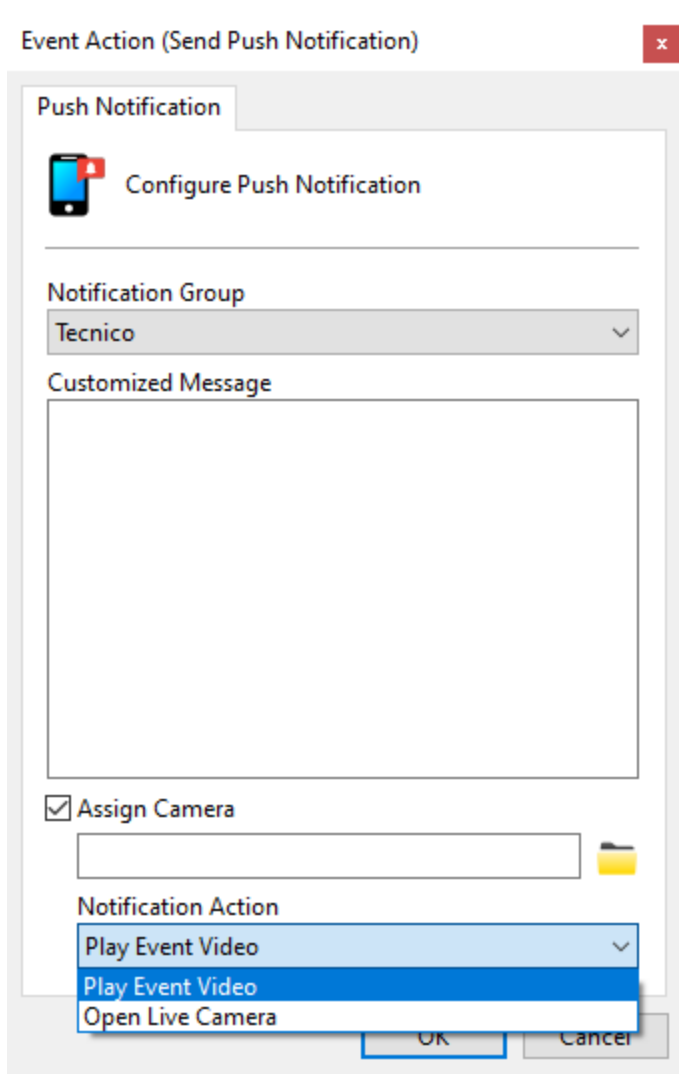 Event Action (Send Push Notification)
x
Push Notification
Configure Push Notification
Notification Group
Tecnico
Customized Message
Assign Camera
Notification Action
Play Event Video
Play Event Video
Open Live Camera
OK Cancel